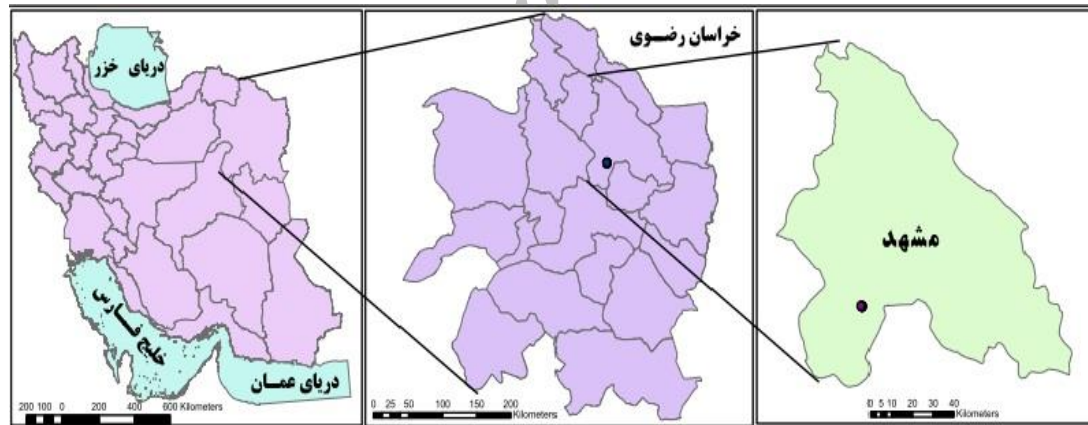 دریای خزر
خلیج فارس
دریای عمان
200 100 0 200 400 600 Kilometers
خراسان رضـوی
0 25 50 100 150 200 Kilometers
مشهد
0 5 10 20 30 40 Kilometers